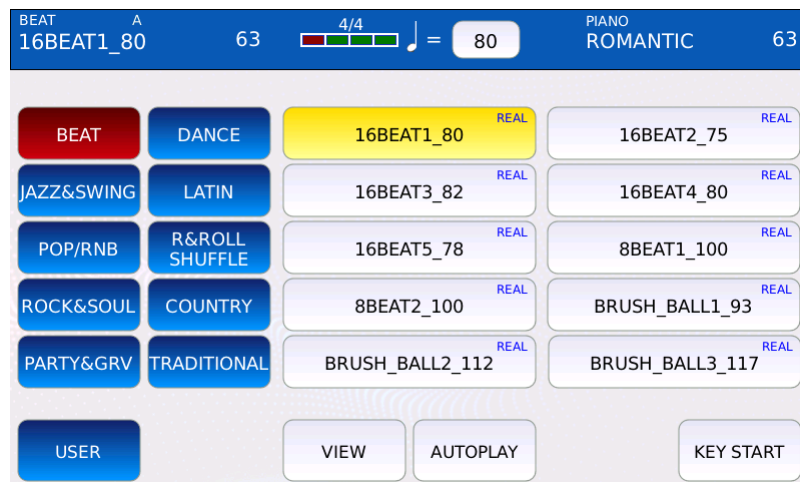 BEAT A
16BEAT1_80 63
4/4
= 80
PIANO
ROMANTIC 63
BEAT DANCE
16BEAT1_80 REAL
16BEAT2_75 REAL
JAZZ&SWING LATIN
16BEAT3_82 REAL
16BEAT4_80 REAL
POP/RNB
R&ROLL
SHUFFLE
16BEAT5_78 REAL
8BEAT1_100 REAL
ROCK&SOUL COUNTRY
8BEAT2_100 REAL
BRUSH_BALL1_93 REAL
PARTY&GRV TRADITIONAL
BRUSH_BALL2_112 REAL
BRUSH_BALL3_117 REAL
USER VIEW AUTOPLAY KEY START